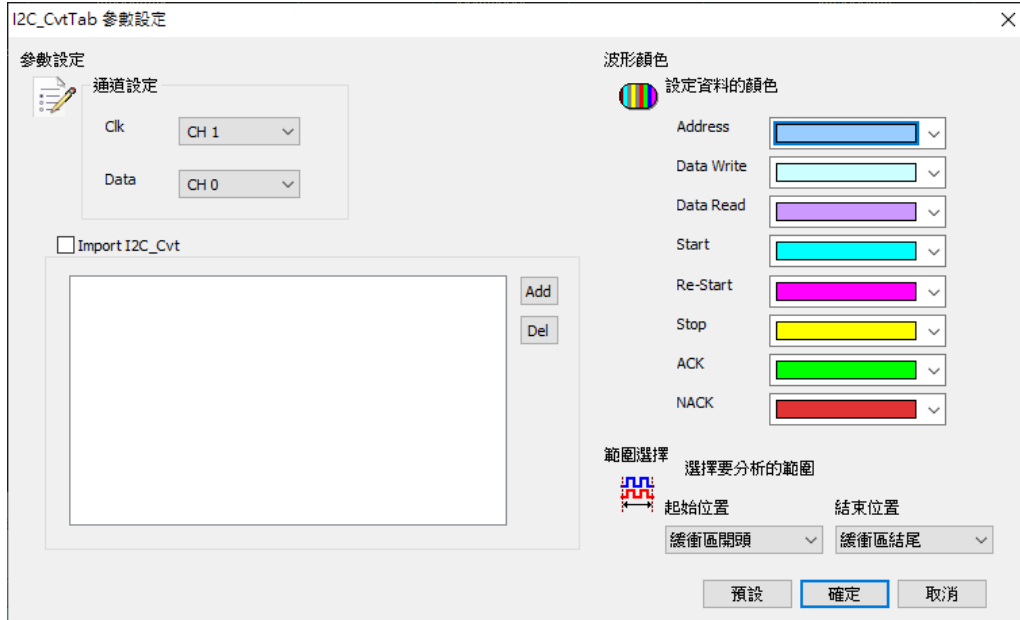 I2C_CvtTab 參數設定
參數設定
通道設定
Clk
CH 1
Data
CH 0
Import I2C_Cvt
Add
Del
波形顏色
設定資料的顏色
Address
Data Write
Data Read
Start
Re-Start
Stop
ACK
NACK
範圍選擇
選擇要分析的範圍
起始位置
結束位置
緩衝區開頭
緩衝區結尾
預設
確定
取消